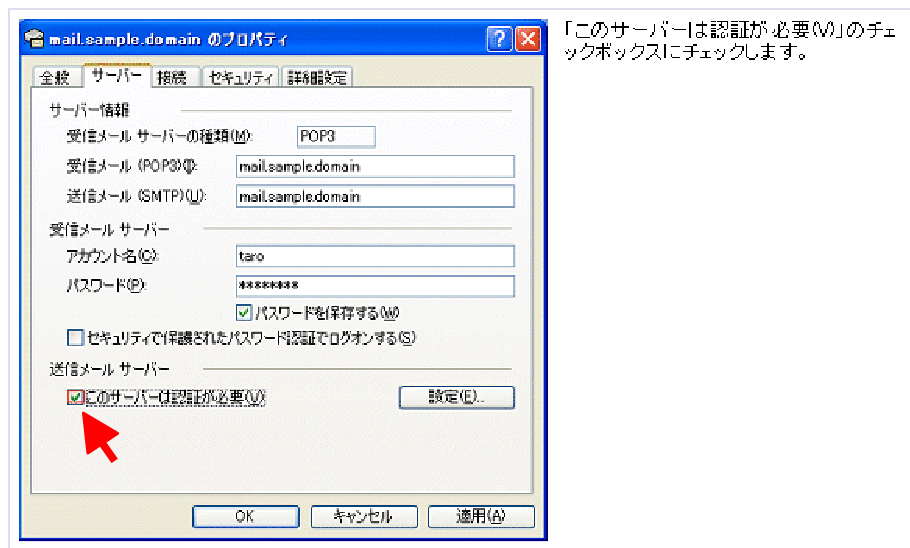 mail.sample.domain のプロパティ
全般 サーバー 接続 セキュリティ 詳細設定
サーバー情報
受信メール サーバーの種類(M): POP3
受信メール (POP3)(I): mail.sample.domain
送信メール (SMTP)(U): mail.sample.domain
受信メール サーバー
アカウント名(C): taro
パスワード(P): ********
パスワードを保存する(W)
セキュリティで保護されたパスワード認証でログオンする(S)
送信メール サーバー
このサーバーは認証が必要(V) 設定(E)...
OK キャンセル 適用(A)
「このサーバーは認証が必要(V)」のチェ
ックボックスにチェックします。